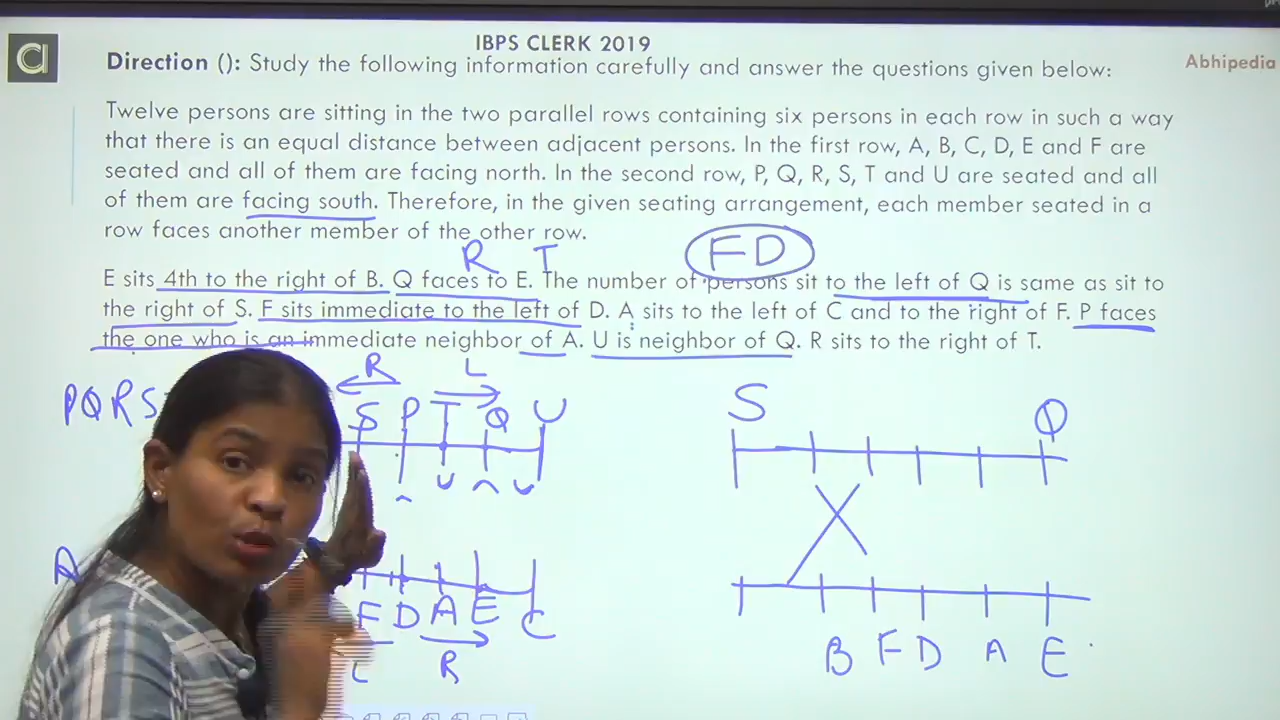 IBPS CLERK 2019
Abhipedia
Direction (): Study the following information carefully and answer the questions given below:
Twelve persons are sitting in the two parallel rows containing six persons in each row in such a way
that there is an equal distance between adjacent persons. In the first row, A, B, C, D, E and F are
seated and all of them are facing north. In the second row, P, Q, R, S, T and U are seated and all
of them are facing south. Therefore, in the given seating arrangement, each member seated in a
row faces another member of the other row.
R T FD
E sits 4th to the right of B. Q faces to E. The number of persons sit to the left of Q is same as sit to
the right of S. F sits immediate to the left of D. A sits to the left of C and to the right of F. P faces
the one who is an immediate neighbor of A. U is neighbor of Q. R sits to the right of T.
R L
PQRS
S P T Q U
S Q
A
F D A E C
B F D A E
L R